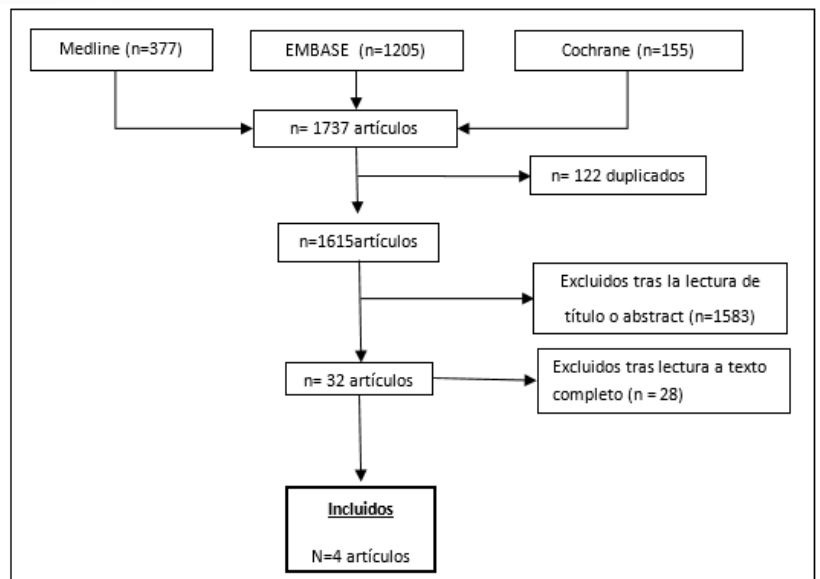 Medline (n=377)
EMBASE (n=1205)
Cochrane (n=155)
n= 1737 artículos
n= 122 duplicados
n=1615artículos
Excluidos tras la lectura de
título o abstract (n=1583)
n= 32 artículos
Excluidos tras lectura a texto
completo (n = 28)
Incluidos
N=4 artículos